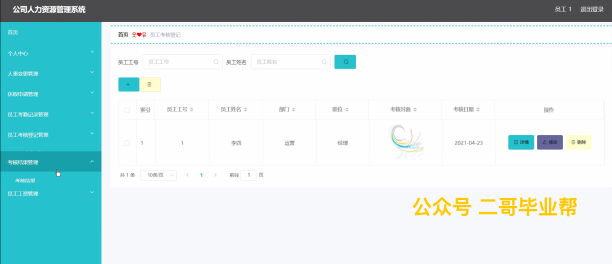 公司人力资源管理系统
员工 1 退出登录
首页
个人中心
人事安排管理
休假申请管理
员工考勤记录管理
员工考核登记管理
考核结果管理
考核结果
员工工资管理
首页 员工考核登记
员工工号 员工工号 员工姓名 员工姓名
索引 员工工号 员工姓名 部门 职位 考核封面 考核日期 操作
1 1 李四 运营 经理 2021-04-23 详情 修改 删除
共 1 条 10条/页 1 前往 1 页
公众号 二哥毕业帮